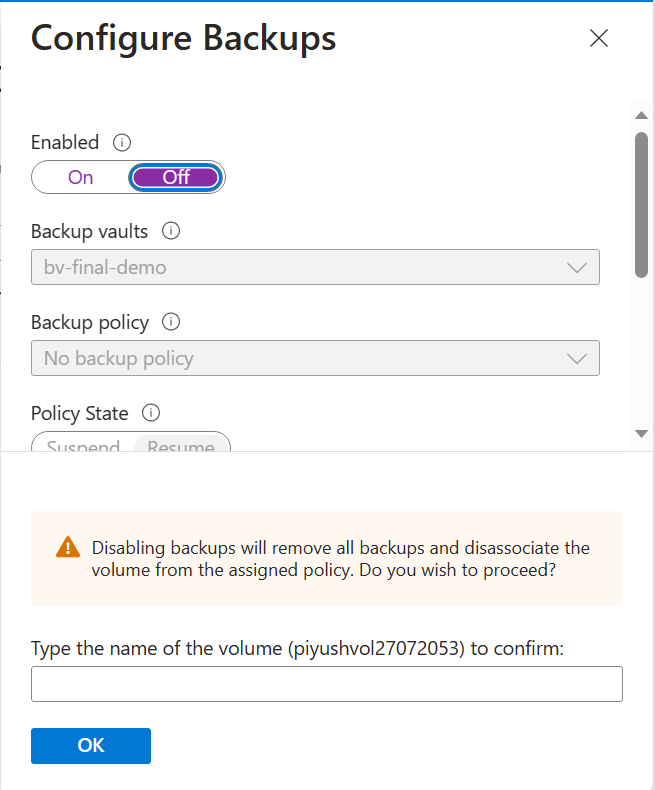 Configure Backups
Enabled
On Off
Backup vaults
bv-final-demo
Backup policy
No backup policy
Policy State
Suspend Resume
Disabling backups will remove all backups and disassociate the
volume from the assigned policy. Do you wish to proceed?
Type the name of the volume (piyushvol27072053) to confirm:
OK